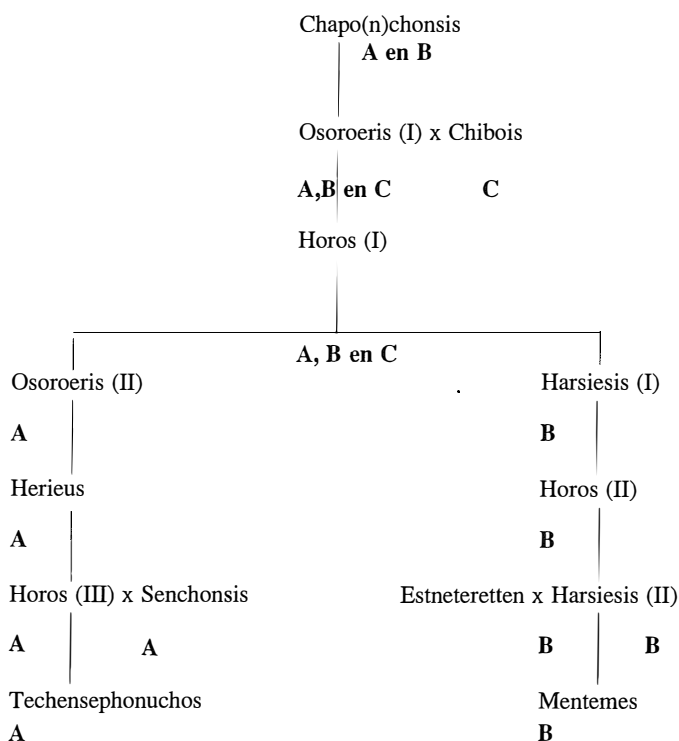 Chapo(n)chonsis
A en B
Osoroeris (I) x Chibois
A,B en C C
Horos (I)
A, B en C
Osoroeris (II) Harsiesis (I)
A B
Herieus Horos (II)
A B
Horos (III) x Senchonsis Estneteretten x Harsiesis (II)
A A B B
Techensephonuchos Mentemes
A B